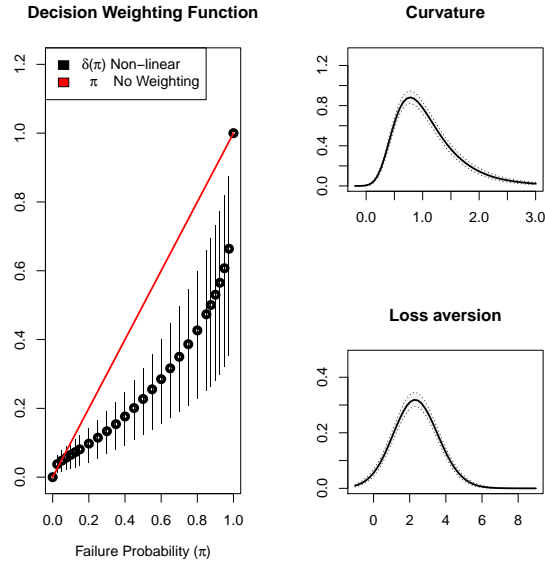 Decision Weighting Function
δ(π) Non−linear
π No Weighting
0.0 0.2 0.4 0.6 0.8 1.0 1.2
0.0 0.2 0.4 0.6 0.8 1.0
Failure Probability (π)
Curvature
0.0 0.4 0.8 1.2
0.0 1.0 2.0 3.0
Loss aversion
0.0 0.2 0.4
0 2 4 6 8